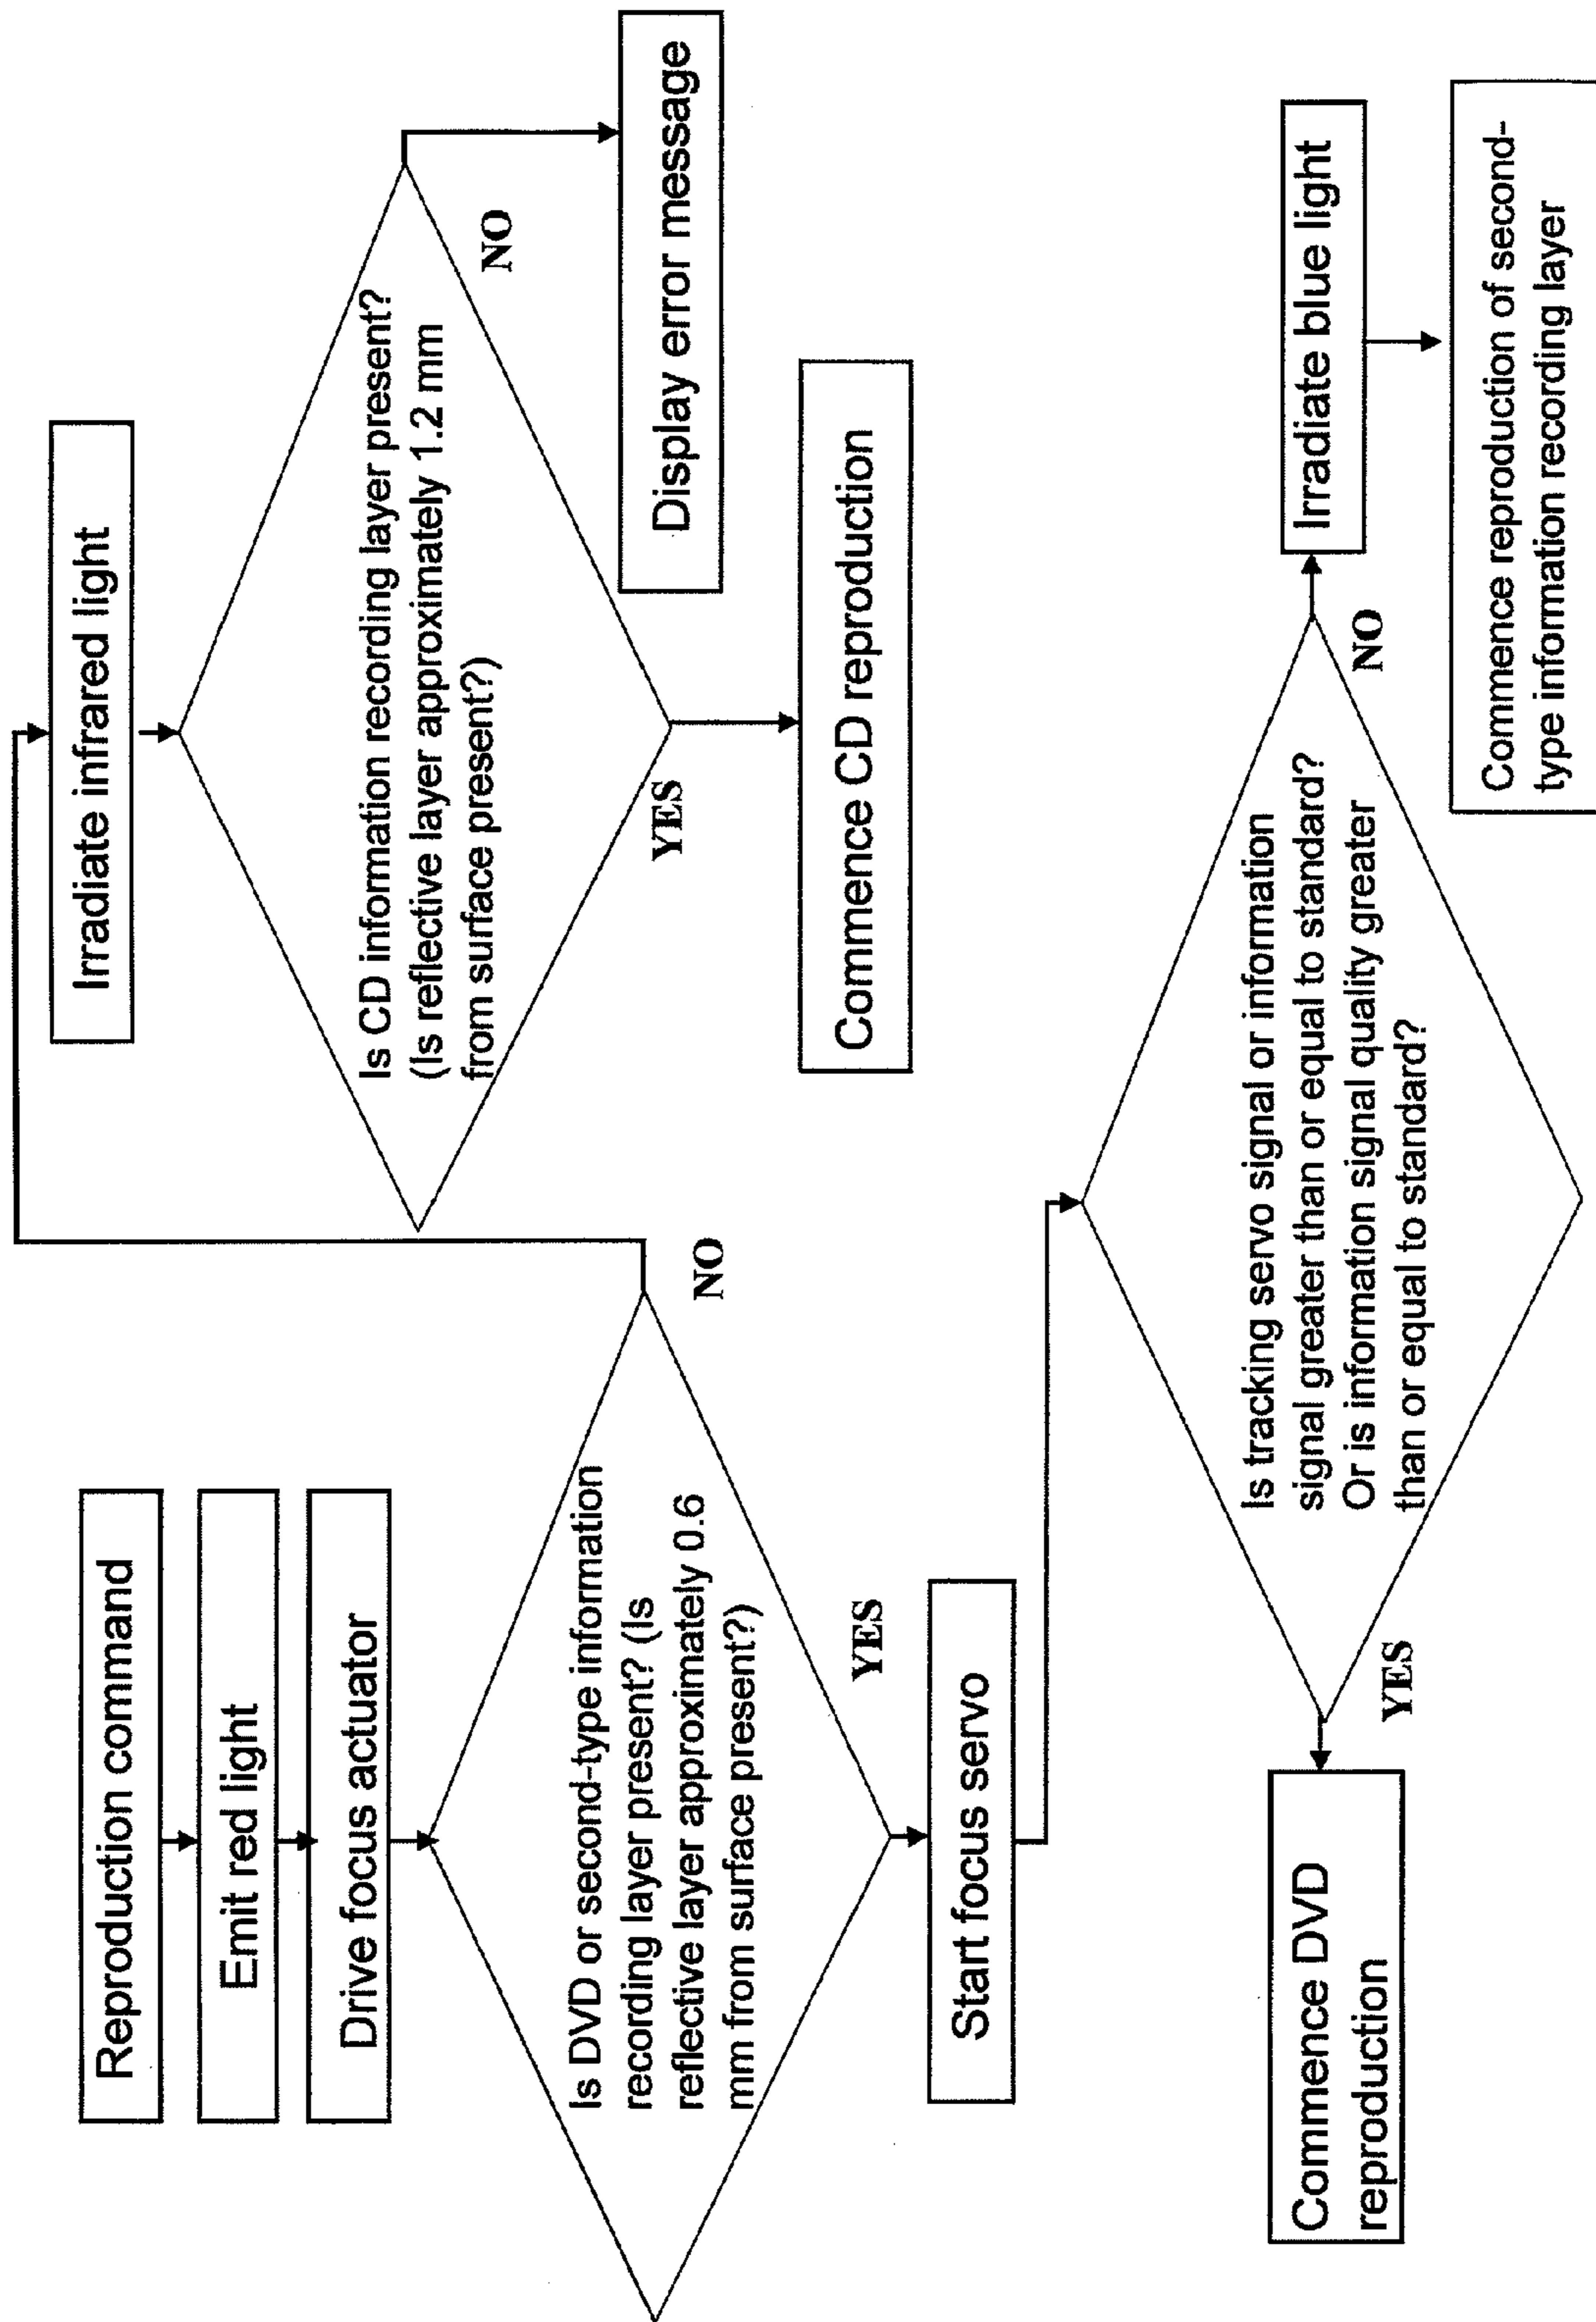 Reproduction command
Emit red light
Drive focus actuator
Is DVD or second-type information
recording layer present? (Is
reflective layer approximately 0.6
mm from surface present?)
NO
YES
Start focus servo
Irradiate infrared light
Is CD information recording layer present?
(Is reflective layer approximately 1.2 mm
from surface present?)
NO
YES
Display error message
Commence CD reproduction
Is tracking servo signal or information
signal greater than or equal to standard?
Or is information signal quality greater
than or equal to standard?
YES
NO
Commence DVD
reproduction
Irradiate blue light
Commence reproduction of second-
type information recording layer